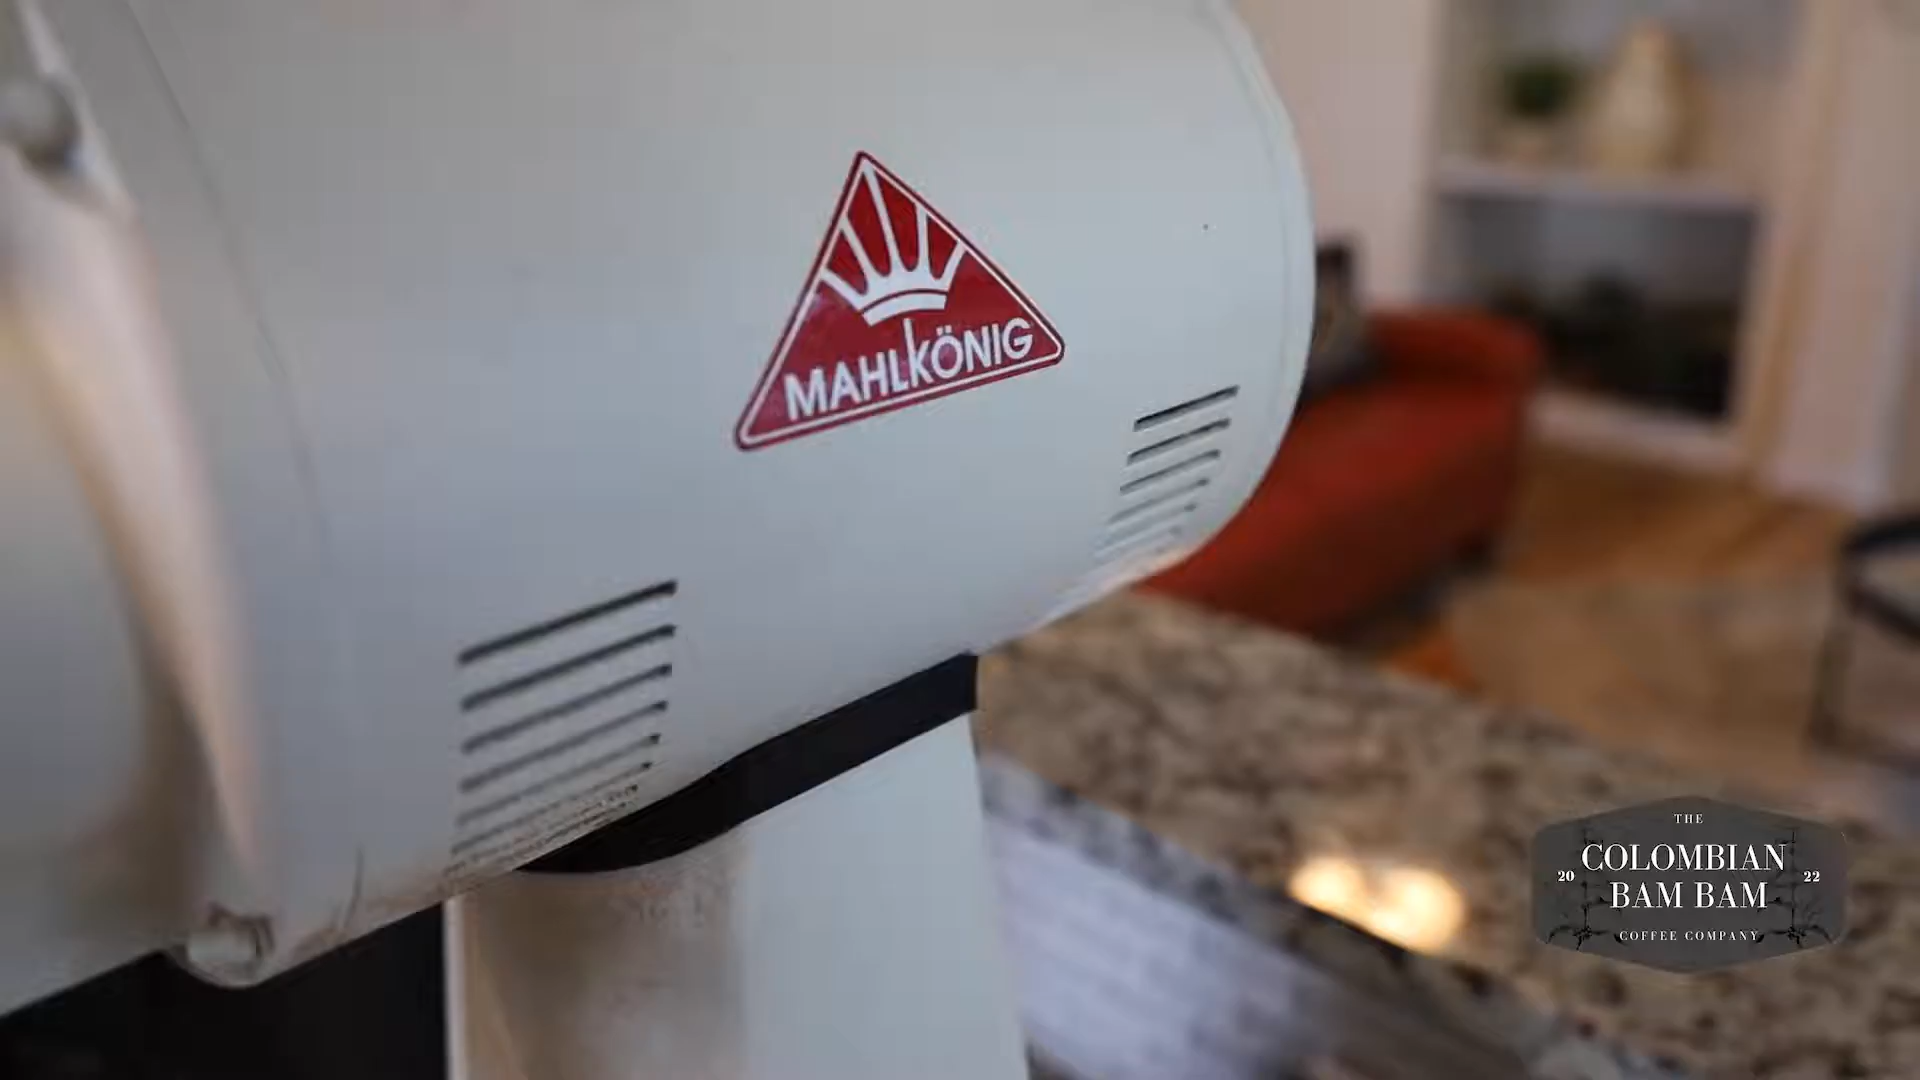 MAHLKÖNIG
THE
COLOMBIAN
20 22
BAM BAM
COFFEE COMPANY